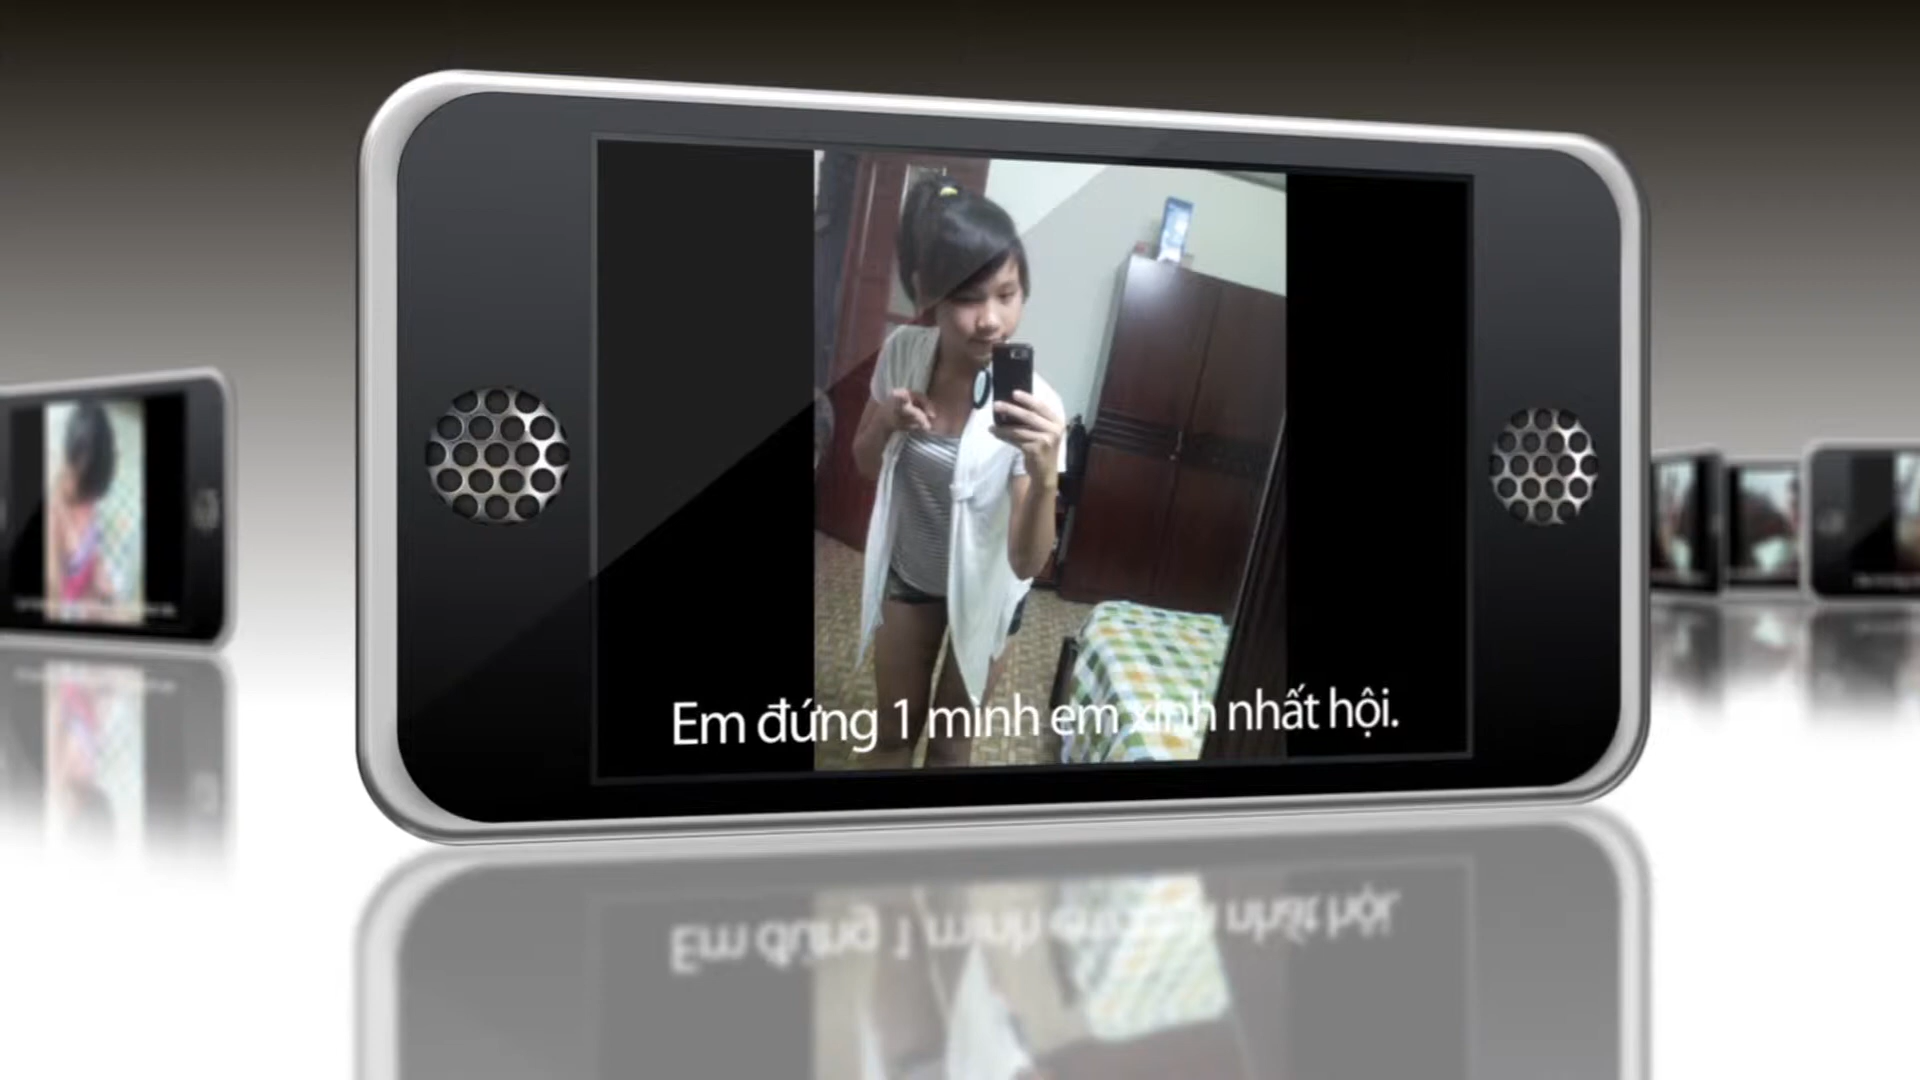 Em đứng 1 mình em xinh nhất hội.